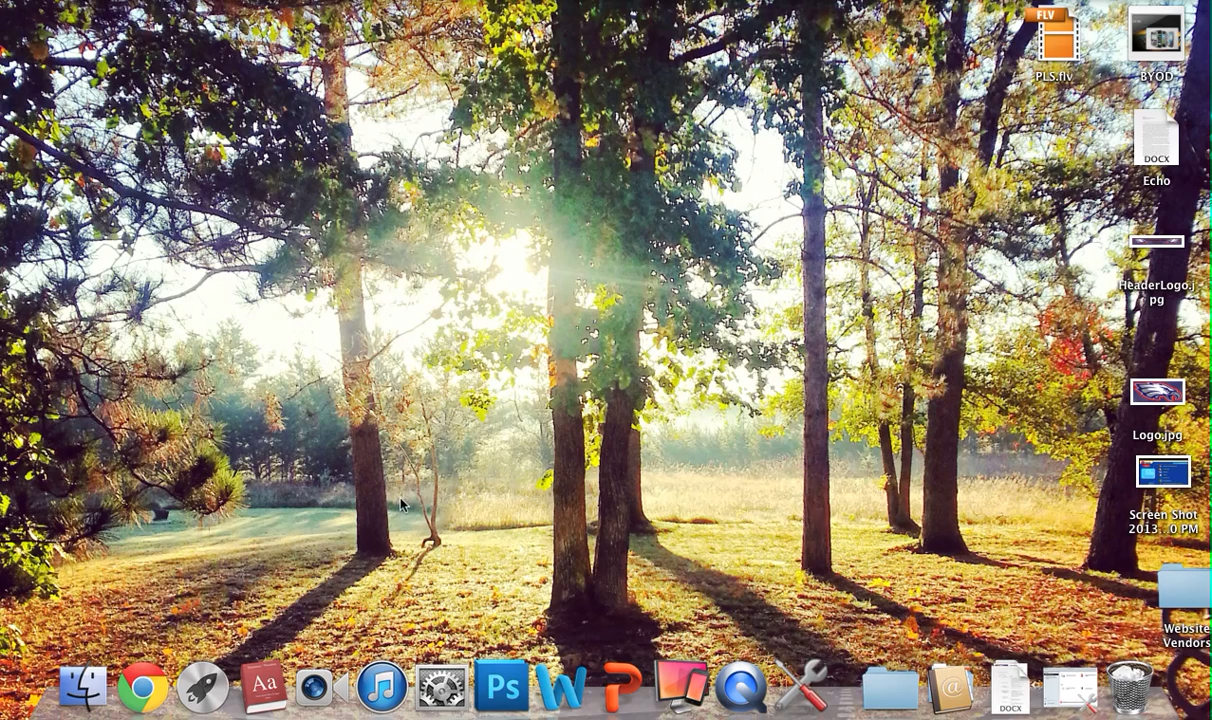 FLV
PLS.flv
BYOD
DOCX
Echo
HeaderLogo.j
pg
Logo.jpg
Screen Shot
2013...0 PM
Website
Vendors
Aa
Ps
W
P
@
DOCX